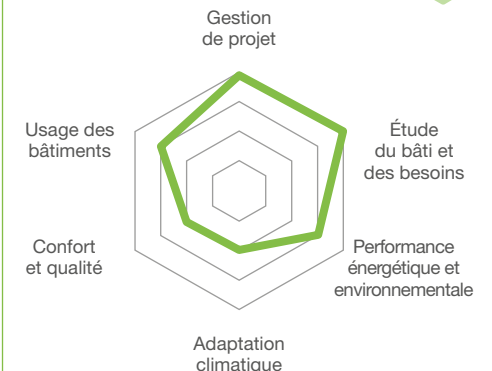 Gestion
de projet
Usage des
bâtiments
Étude
du bâti et
des besoins
Confort
et qualité
Performance
énergétique et
environnementale
Adaptation
climatique